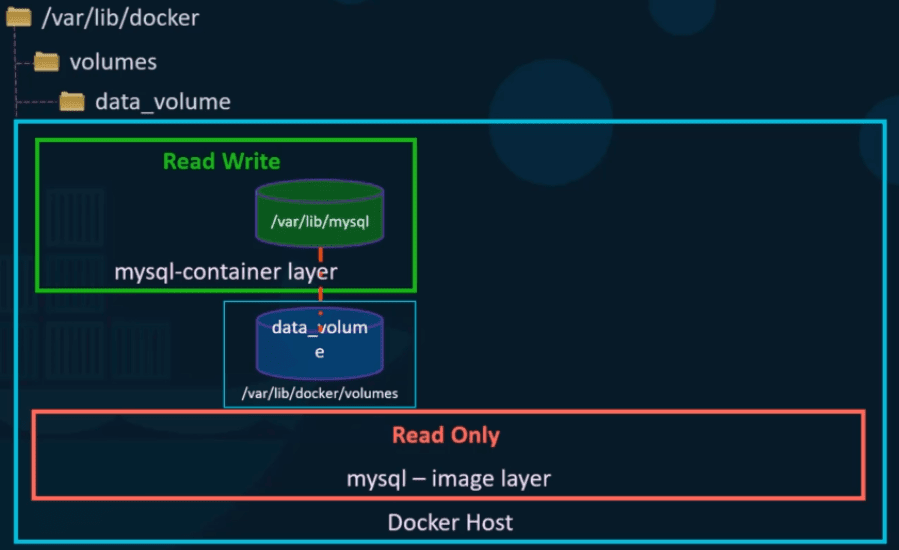 /var/lib/docker
volumes
data_volume
Read Write
/var/lib/mysql
mysql-container layer
data_volum
e
/var/lib/docker/volumes
Read Only
mysql – image layer
Docker Host